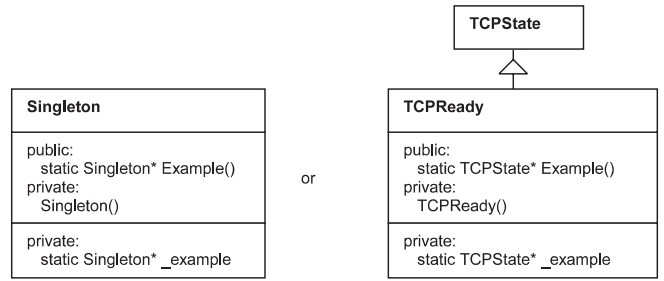 TCPState
Singleton
public:
static Singleton* Example()
private:
Singleton()
private:
static Singleton* _example
or
TCPReady
public:
static TCPState* Example()
private:
TCPReady()
private:
static TCPState* _example